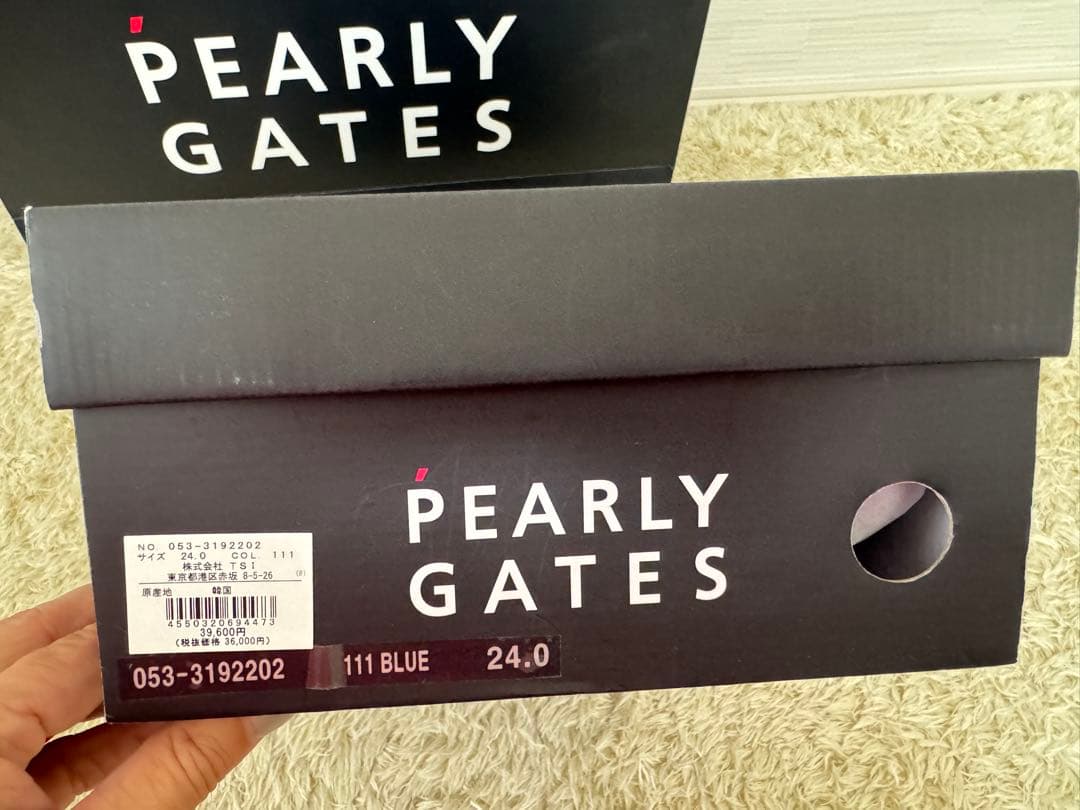 PEARLY
GATES
PEARLY
GATES
NO. 053-3192202
サイズ 24.0 COL. 111
株式会社 TSI
東京都港区赤坂 8-5-26
原産地 韓国
4550320694473
39,600円
(税抜価格 36,000円)
053-3192202 111 BLUE 24.0